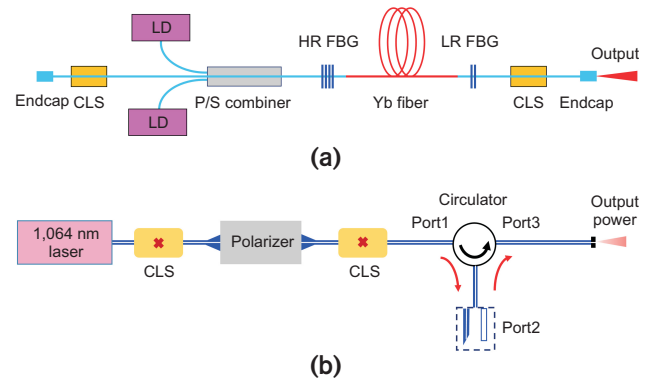 LD
HR FBG
LR FBG
Output
Endcap
CLS
P/S combiner
Yb fiber
CLS
Endcap
LD
(a)
Circulator
Output
power
Port1
Port3
1,064 nm
laser
Polarizer
CLS
CLS
Port2
(b)